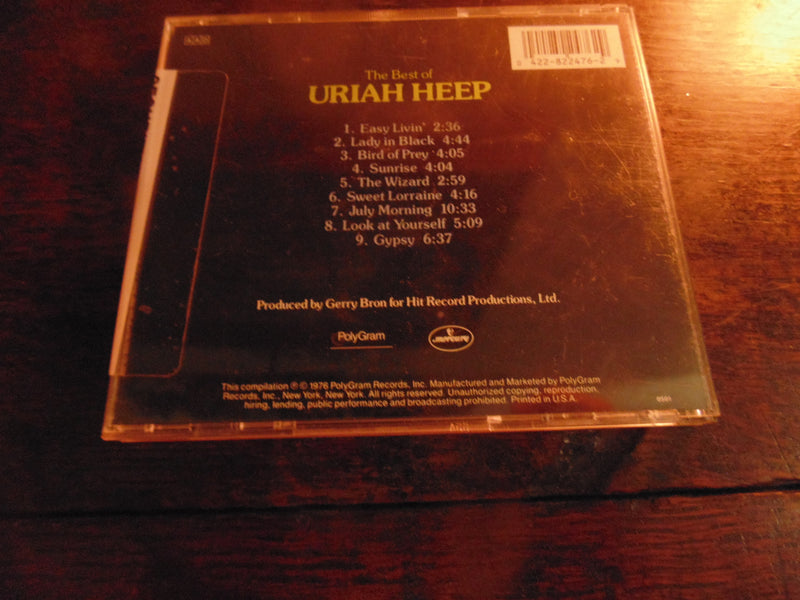 The Best of
URIAH HEEP
1. Easy Livin' 2:36
2. Lady in Black 4:44
3. Bird of Prey 4:05
4. Sunrise 4:04
5. The Wizard 2:59
6. Sweet Lorraine 4:16
7. July Morning 10:33
8. Look at Yourself 5:09
9. Gypsy 6:37
Produced by Gerry Bron for Hit Record Productions, Ltd.
PolyGram
mercury
This compilation ℗ © 1976 PolyGram Records, Inc. Manufactured and Marketed by PolyGram
Records, Inc., New York, New York. All rights reserved. Unauthorized copying, reproduction,
hiring, lending, public performance and broadcasting prohibited. Printed in U.S.A.